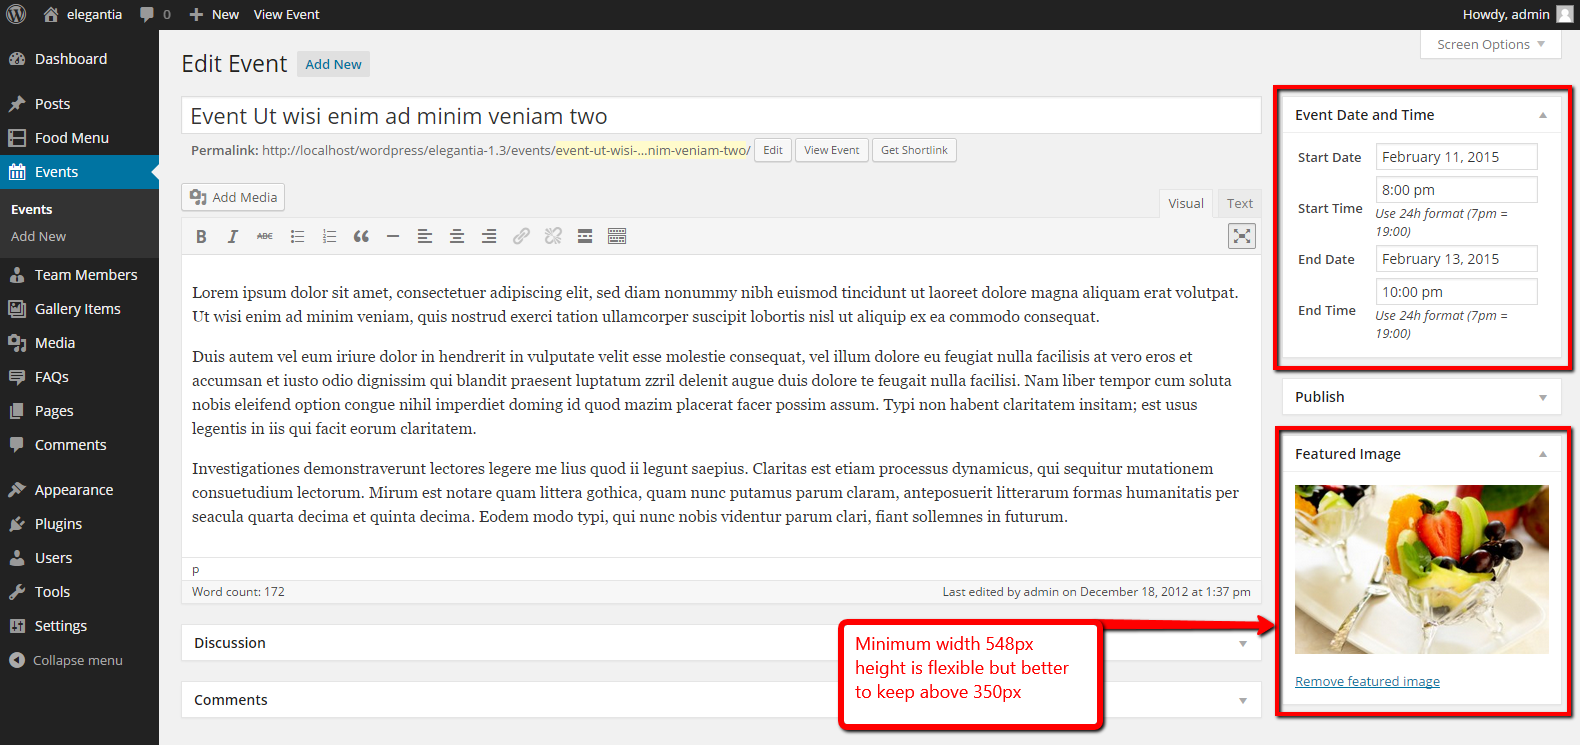 elegantia
0
New
View Event
Howdy, admin
Dashboard
Posts
Food Menu
Events
Events
Add New
Team Members
Gallery Items
Media
FAQs
Pages
Comments
Appearance
Plugins
Users
Tools
Settings
Collapse menu
Screen Options
Edit Event
Add New
Event Ut wisi enim ad minim veniam two
Permalink: http://localhost/wordpress/elegantia-1.3/events/event-ut-wisi-...nim-veniam-two/
Edit
View Event
Get Shortlink
Add Media
Visual
Text
B
I
ABC
Lorem ipsum dolor sit amet, consectetuer adipiscing elit, sed diam nonummy nibh euismod tincidunt ut laoreet dolore magna aliquam erat volutpat.
Ut wisi enim ad minim veniam, quis nostrud exerci tation ullamcorper suscipit lobortis nisl ut aliquip ex ea commodo consequat.
Duis autem vel eum iriure dolor in hendrerit in vulputate velit esse molestie consequat, vel illum dolore eu feugiat nulla facilisis at vero eros et
accumsan et iusto odio dignissim qui blandit praesent luptatum zzril delenit augue duis dolore te feugait nulla facilisi. Nam liber tempor cum soluta
nobis eleifend option congue nihil imperdiet doming id quod mazim placerat facer possim assum. Typi non habent claritatem insitam; est usus
legentis in iis qui facit eorum claritatem.
Investigationes demonstraverunt lectores legere me lius quod ii legunt saepius. Claritas est etiam processus dynamicus, qui sequitur mutationem
consuetudium lectorum. Mirum est notare quam littera gothica, quam nunc putamus parum claram, anteposuerit litterarum formas humanitatis per
seacula quarta decima et quinta decima. Eodem modo typi, qui nunc nobis videntur parum clari, fiant sollemnes in futurum.
p
Word count: 172
Last edited by admin on December 18, 2012 at 1:37 pm
Discussion
Comments
Minimum width 548px
height is flexible but better
to keep above 350px
Event Date and Time
Start Date
February 11, 2015
Start Time
8:00 pm
Use 24h format (7pm =
19:00)
End Date
February 13, 2015
End Time
10:00 pm
Use 24h format (7pm =
19:00)
Publish
Featured Image
Remove featured image